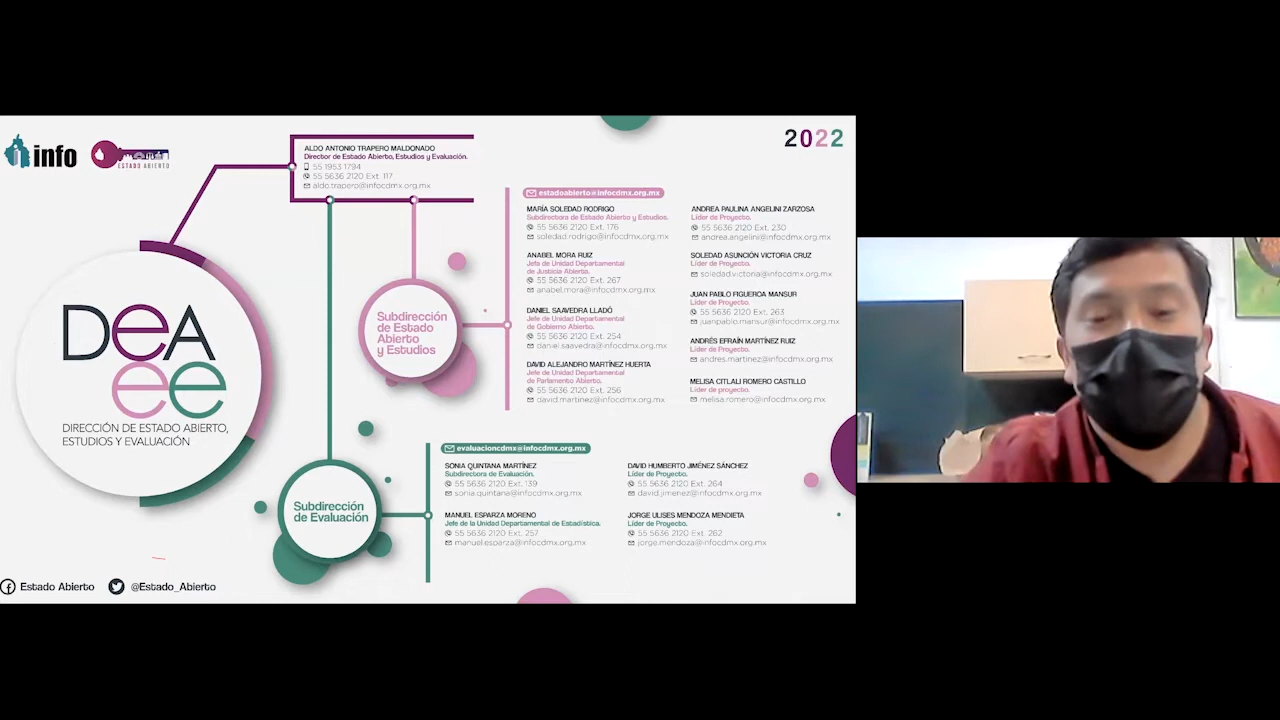 info
ESTADO ABIERTO
2022
ALDO ANTONIO TRAPERO MALDONADO
Director de Estado Abierto, Estudios y Evaluación.
55 1953 1794
55 5636 2120 Ext. 117
aldo.trapero@infocdmx.org.mx
DEA
ee
DIRECCIÓN DE ESTADO ABIERTO,
ESTUDIOS Y EVALUACIÓN
Subdirección
de Estado
Abierto
y Estudios
estadoabierto@infocdmx.org.mx
MARÍA SOLEDAD RODRIGO
Subdirectora de Estado Abierto y Estudios.
55 5636 2120 Ext. 176
soledad.rodrigo@infocdmx.org.mx
ANABEL MORA RUIZ
Jefa de Unidad Departamental
de Justicia Abierta.
55 5636 2120 Ext. 267
anabel.mora@infocdmx.org.mx
DANIEL SAAVEDRA LLADÓ
Jefe de Unidad Departamental
de Gobierno Abierto.
55 5636 2120 Ext. 254
daniel.saavedra@infocdmx.org.mx
DAVID ALEJANDRO MARTÍNEZ HUERTA
Jefe de Unidad Departamental
de Parlamento Abierto.
55 5636 2120 Ext. 256
david.martinez@infocdmx.org.mx
ANDREA PAULINA ANGELINI ZARZOSA
Líder de Proyecto.
55 5636 2120 Ext. 230
andrea.angelini@infocdmx.org.mx
SOLEDAD ASUNCIÓN VICTORIA CRUZ
Líder de Proyecto.
soledad.victoria@infocdmx.org.mx
JUAN PABLO FIGUEROA MANSUR
Líder de Proyecto.
55 5636 2120 Ext. 263
juanpablo.mansur@infocdmx.org.mx
ANDRÉS EFRAÍN MARTÍNEZ RUIZ
Líder de Proyecto.
andres.martinez@infocdmx.org.mx
MELISA CITLALI ROMERO CASTILLO
Líder de proyecto.
melisa.romero@infocdmx.org.mx
Subdirección
de Evaluación
evaluacioncdmx@infocdmx.org.mx
SONIA QUINTANA MARTÍNEZ
Subdirectora de Evaluación.
55 5636 2120 Ext. 139
sonia.quintana@infocdmx.org.mx
MANUEL ESPARZA MORENO
Jefe de la Unidad Departamental de Estadística.
55 5636 2120 Ext. 257
manuel.esparza@infocdmx.org.mx
DAVID HUMBERTO JIMÉNEZ SÁNCHEZ
Líder de Proyecto.
55 5636 2120 Ext. 264
david.jimenez@infocdmx.org.mx
JORGE ULISES MENDOZA MENDIETA
Líder de Proyecto.
55 5636 2120 Ext. 262
jorge.mendoza@infocdmx.org.mx
Estado Abierto
@Estado_Abierto